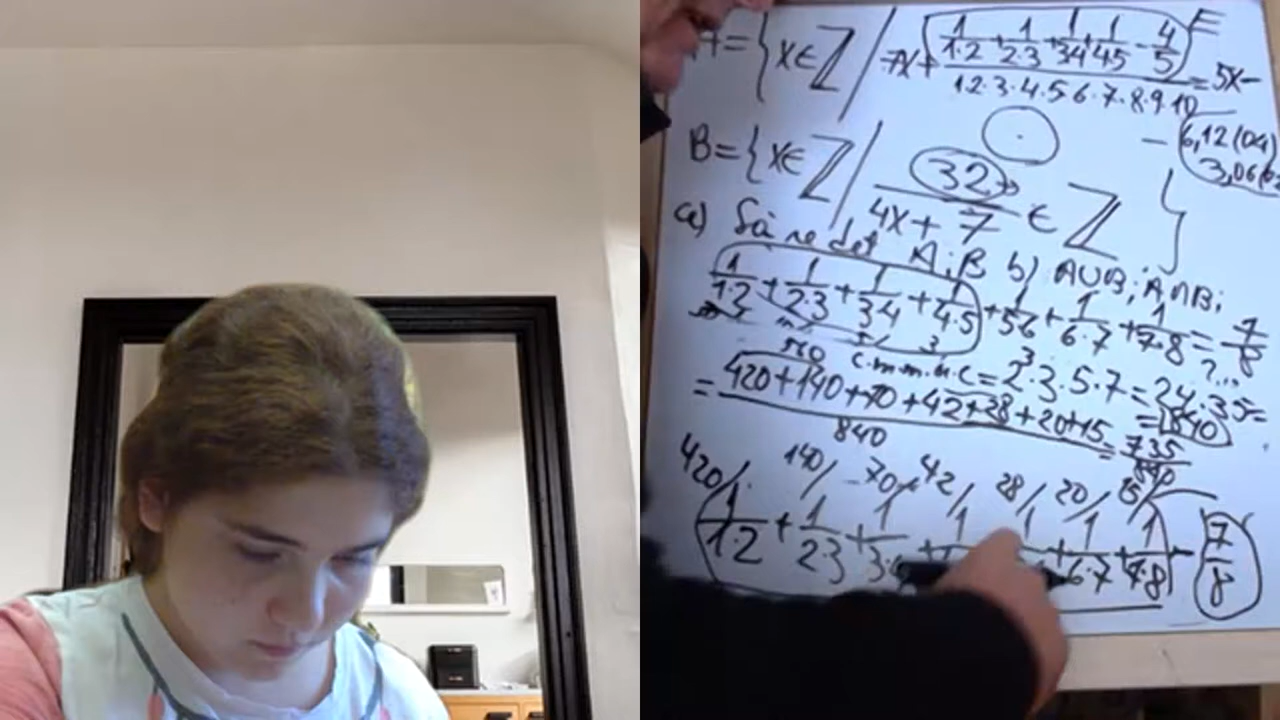 A = { x∈ℤ / 7x + (1/1·2 + 1/2·3 + 1/3·4 + 1/4·5 - 4/5) / 1·2·3·4·5·6·7·8·9·10 = 5x -
- 6,12(04)
3,06(0
B = { x∈ℤ / 32 / 4x + 7 ∈ ℤ }
a) Să se det A; B b) A∪B; A∩B;
1/1·2 + 1/2·3 + 1/3·4 + 1/4·5 + 1/5·6 + 1/6·7 + 1/7·8 = 7/8
c.m.m.m.c = 2³·3·5·7 = 24·35 =
= 840
= 420+140+70+42+28+20+15 / 840 = 735/840
420/ 140/ 70/ 42/ 28/ 20/ 15/
1/1·2 + 1/2·3 + 1/3· + 1/ 1/ + 1/6·7 + 1/7·8 7/8